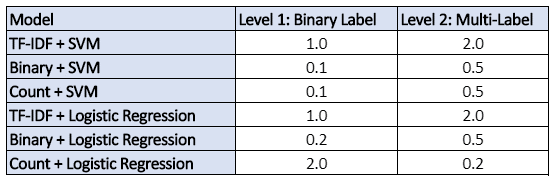 Model Level 1: Binary Label Level 2: Multi-Label
TF-IDF + SVM 1.0 2.0
Binary + SVM 0.1 0.5
Count + SVM 0.1 0.5
TF-IDF + Logistic Regression 1.0 2.0
Binary + Logistic Regression 0.2 0.5
Count + Logistic Regression 2.0 0.2